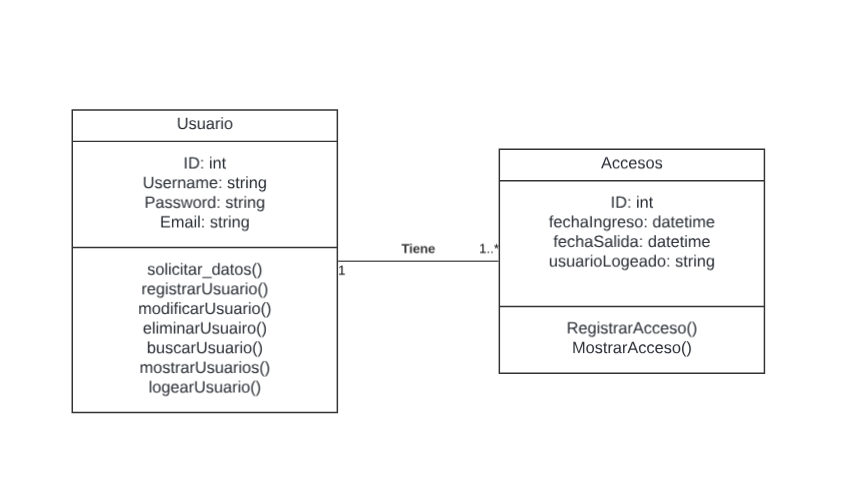 Usuario
ID: int
Username: string
Password: string
Email: string
solicitar_datos()
registrarUsuario()
modificarUsuario()
eliminarUsuairo()
buscarUsuario()
mostrarUsuarios()
logearUsuario()
Tiene
1
1..*
Accesos
ID: int
fechaIngreso: datetime
fechaSalida: datetime
usuarioLogeado: string
RegistrarAcceso()
MostrarAcceso()